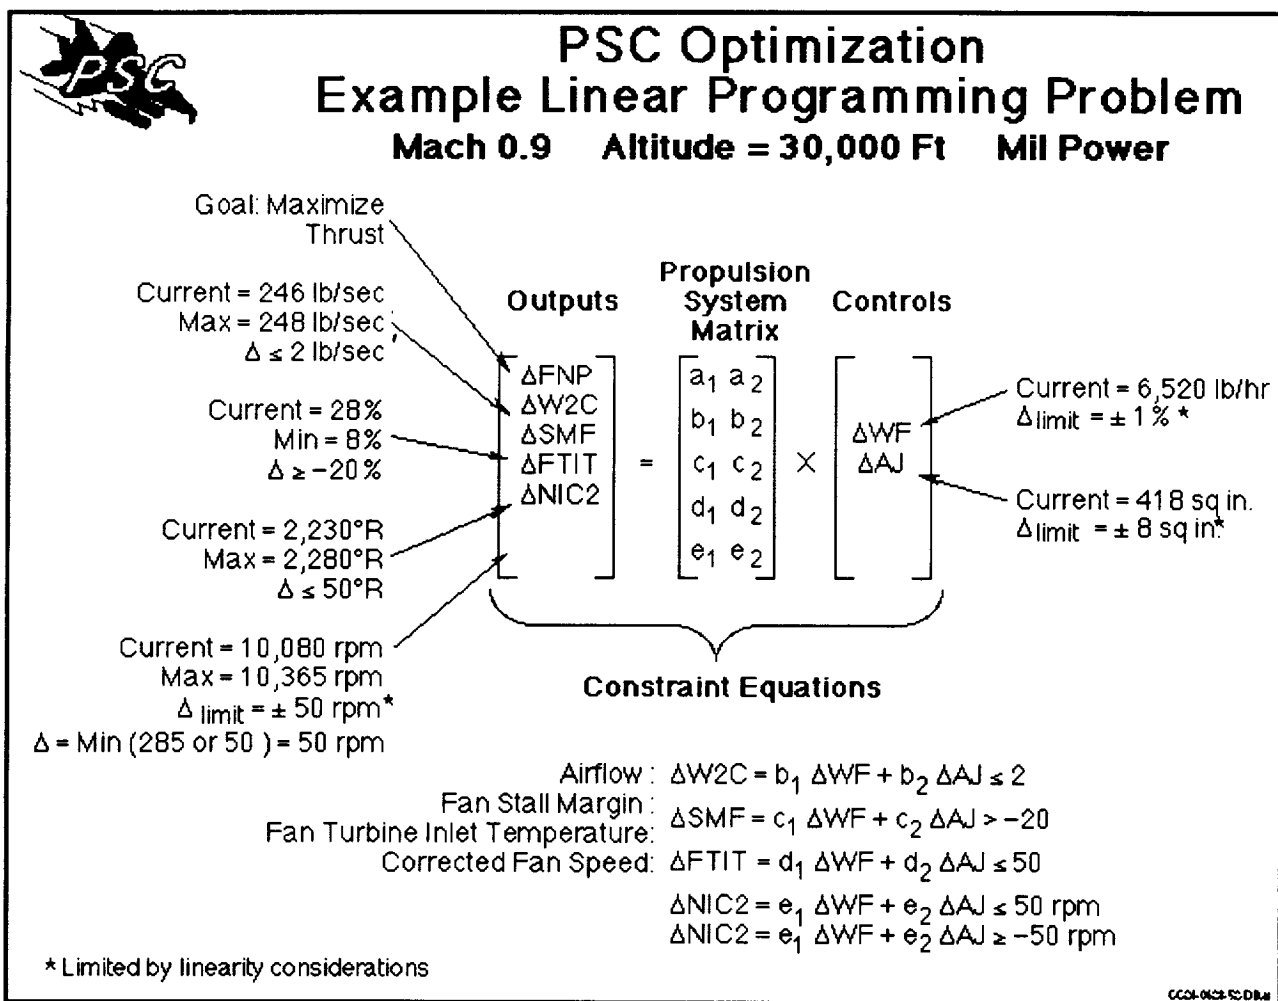 PSC
PSC Optimization
Example Linear Programming Problem
Mach 0.9 Altitude = 30,000 Ft Mil Power
Goal: Maximize
Thrust
Current = 246 lb/sec
Max = 248 lb/sec
Δ ≤ 2 lb/sec
Current = 28%
Min = 8%
Δ ≥ -20%
Current = 2,230°R
Max = 2,280°R
Δ ≤ 50°R
Current = 10,080 rpm
Max = 10,365 rpm
Δ limit = ± 50 rpm*
Δ = Min (285 or 50 ) = 50 rpm
Outputs
ΔFNP
ΔW2C
ΔSMF
ΔFTIT
ΔNIC2
=
Propulsion
System
Matrix
a1 a2
b1 b2
c1 c2
d1 d2
e1 e2
×
Controls
ΔWF
ΔAJ
Current = 6,520 lb/hr
Δlimit = ± 1% *
Current = 418 sq in.
Δlimit = ± 8 sq in.*
Constraint Equations
Airflow : ΔW2C = b1 ΔWF + b2 ΔAJ ≤ 2
Fan Stall Margin : ΔSMF = c1 ΔWF + c2 ΔAJ > -20
Fan Turbine Inlet Temperature:
Corrected Fan Speed: ΔFTIT = d1 ΔWF + d2 ΔAJ ≤ 50
ΔNIC2 = e1 ΔWF + e2 ΔAJ ≤ 50 rpm
ΔNIC2 = e1 ΔWF + e2 ΔAJ ≥ -50 rpm
* Limited by linearity considerations